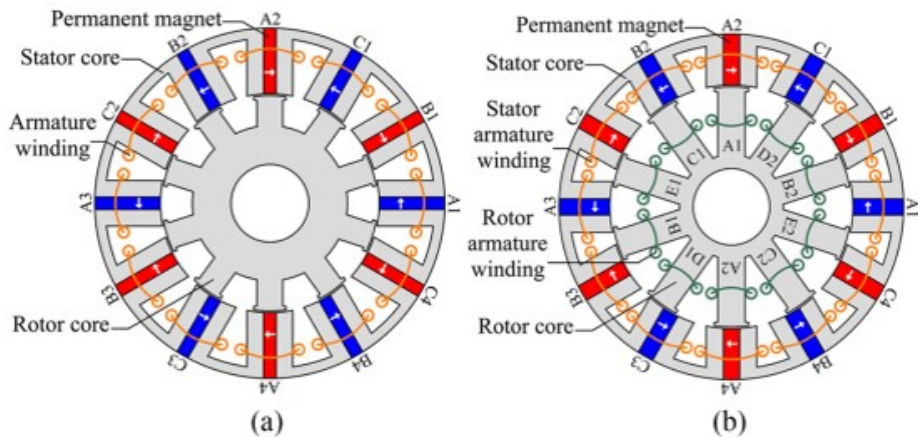 Permanent magnet
A2
C1
B2
Stator core
C2
B1
Armature
winding
A3
A1
B3
C4
Rotor core
C3
B4
A4
(a)
Permanent magnet
A2
C1
B2
Stator core
C2
B1
Stator
armature
winding
A1
C1
D2
E1
B2
A3
A1
B1
E2
Rotor
armature
winding
D1
C2
A2
B3
C4
Rotor core
C3
B4
A4
(b)